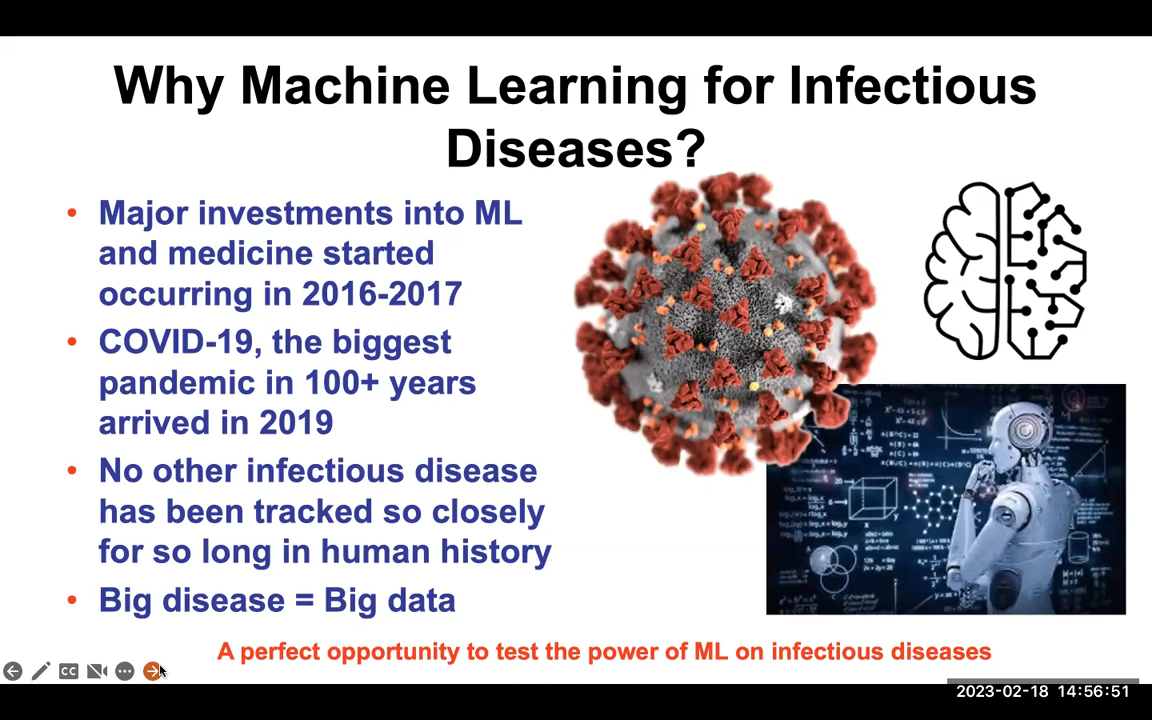 Why Machine Learning for Infectious
Diseases?
• Major investments into ML
and medicine started
occurring in 2016-2017
• COVID-19, the biggest
pandemic in 100+ years
arrived in 2019
• No other infectious disease
has been tracked so closely
for so long in human history
• Big disease = Big data
A perfect opportunity to test the power of ML on infectious diseases
CC
2023-02-18 14:56:51